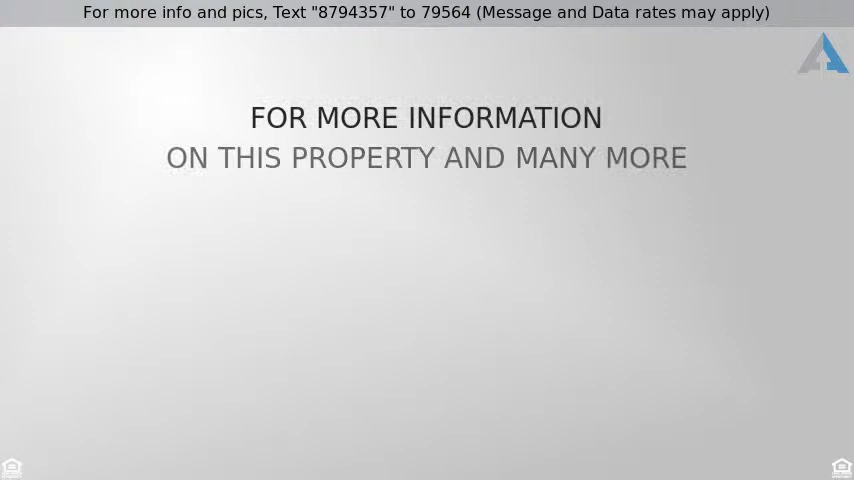 For more info and pics, Text "8794357" to 79564 (Message and Data rates may apply)
FOR MORE INFORMATION
ON THIS PROPERTY AND MANY MORE